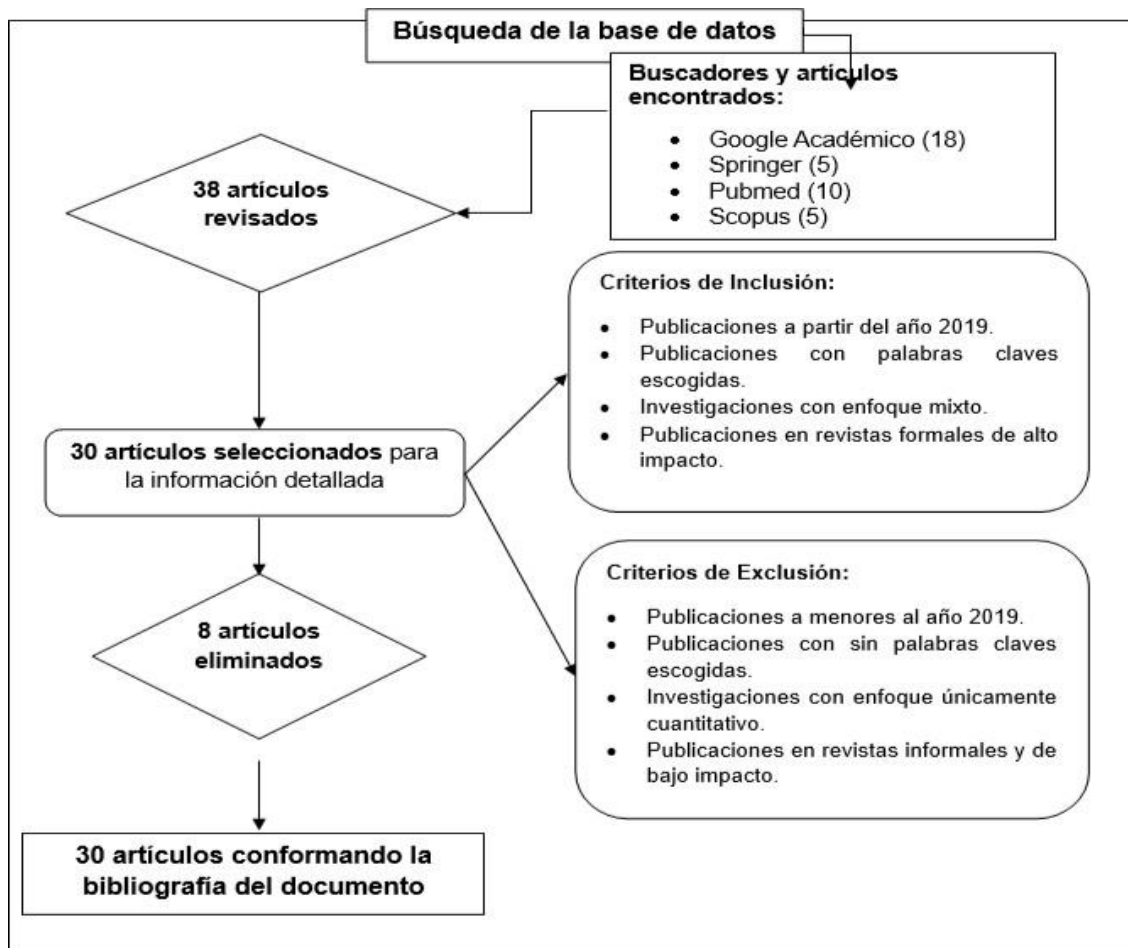 Búsqueda de la base de datos
Buscadores y artículos
encontrados:
• Google Académico (18)
• Springer (5)
• Pubmed (10)
• Scopus (5)
38 artículos
revisados
Criterios de Inclusión:
• Publicaciones a partir del año 2019.
• Publicaciones con palabras claves
escogidas.
• Investigaciones con enfoque mixto.
• Publicaciones en revistas formales de alto
impacto.
30 artículos seleccionados para
la información detallada
Criterios de Exclusión:
• Publicaciones a menores al año 2019.
• Publicaciones con sin palabras claves
escogidas.
• Investigaciones con enfoque únicamente
cuantitativo.
• Publicaciones en revistas informales y de
bajo impacto.
8 artículos
eliminados
30 artículos conformando la
bibliografía del documento